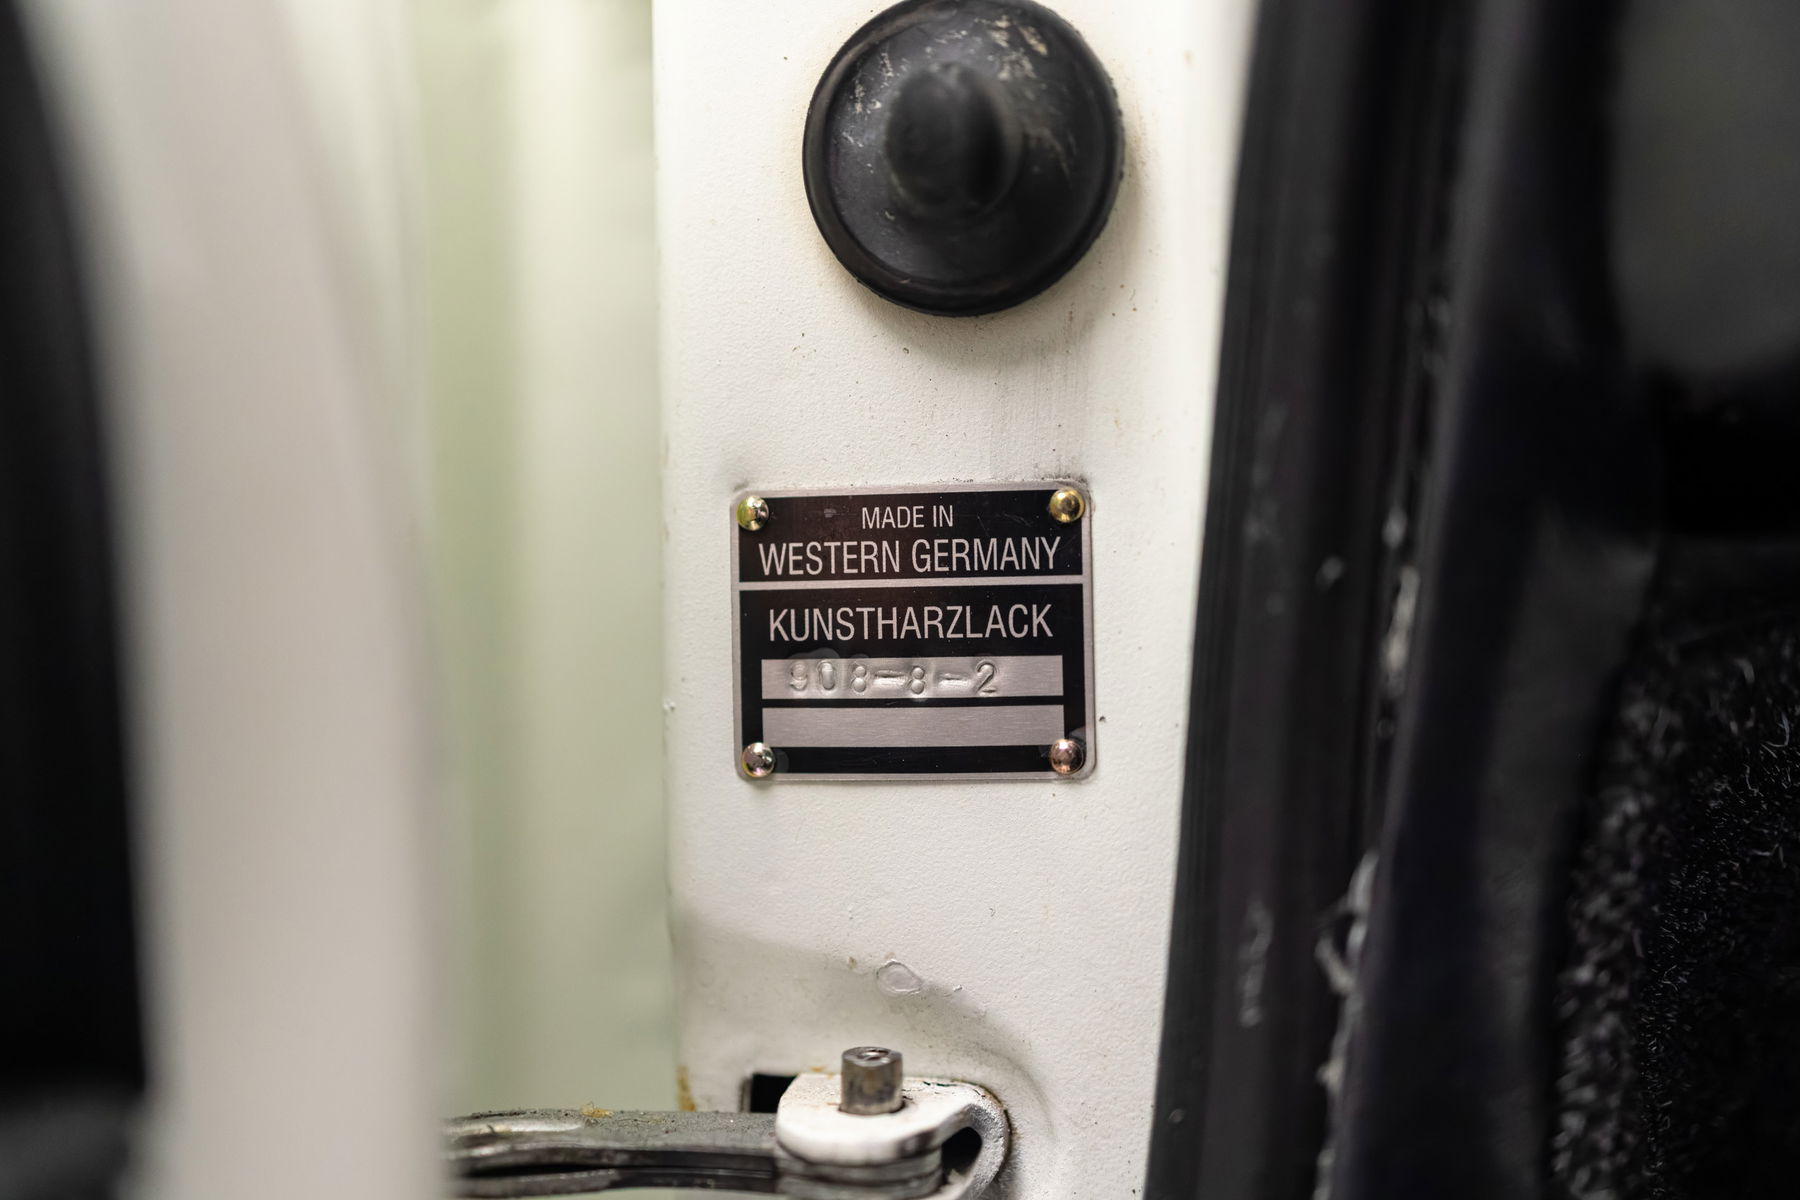 MADE IN
WESTERN GERMANY
KUNSTHARZLACK
908-8-2